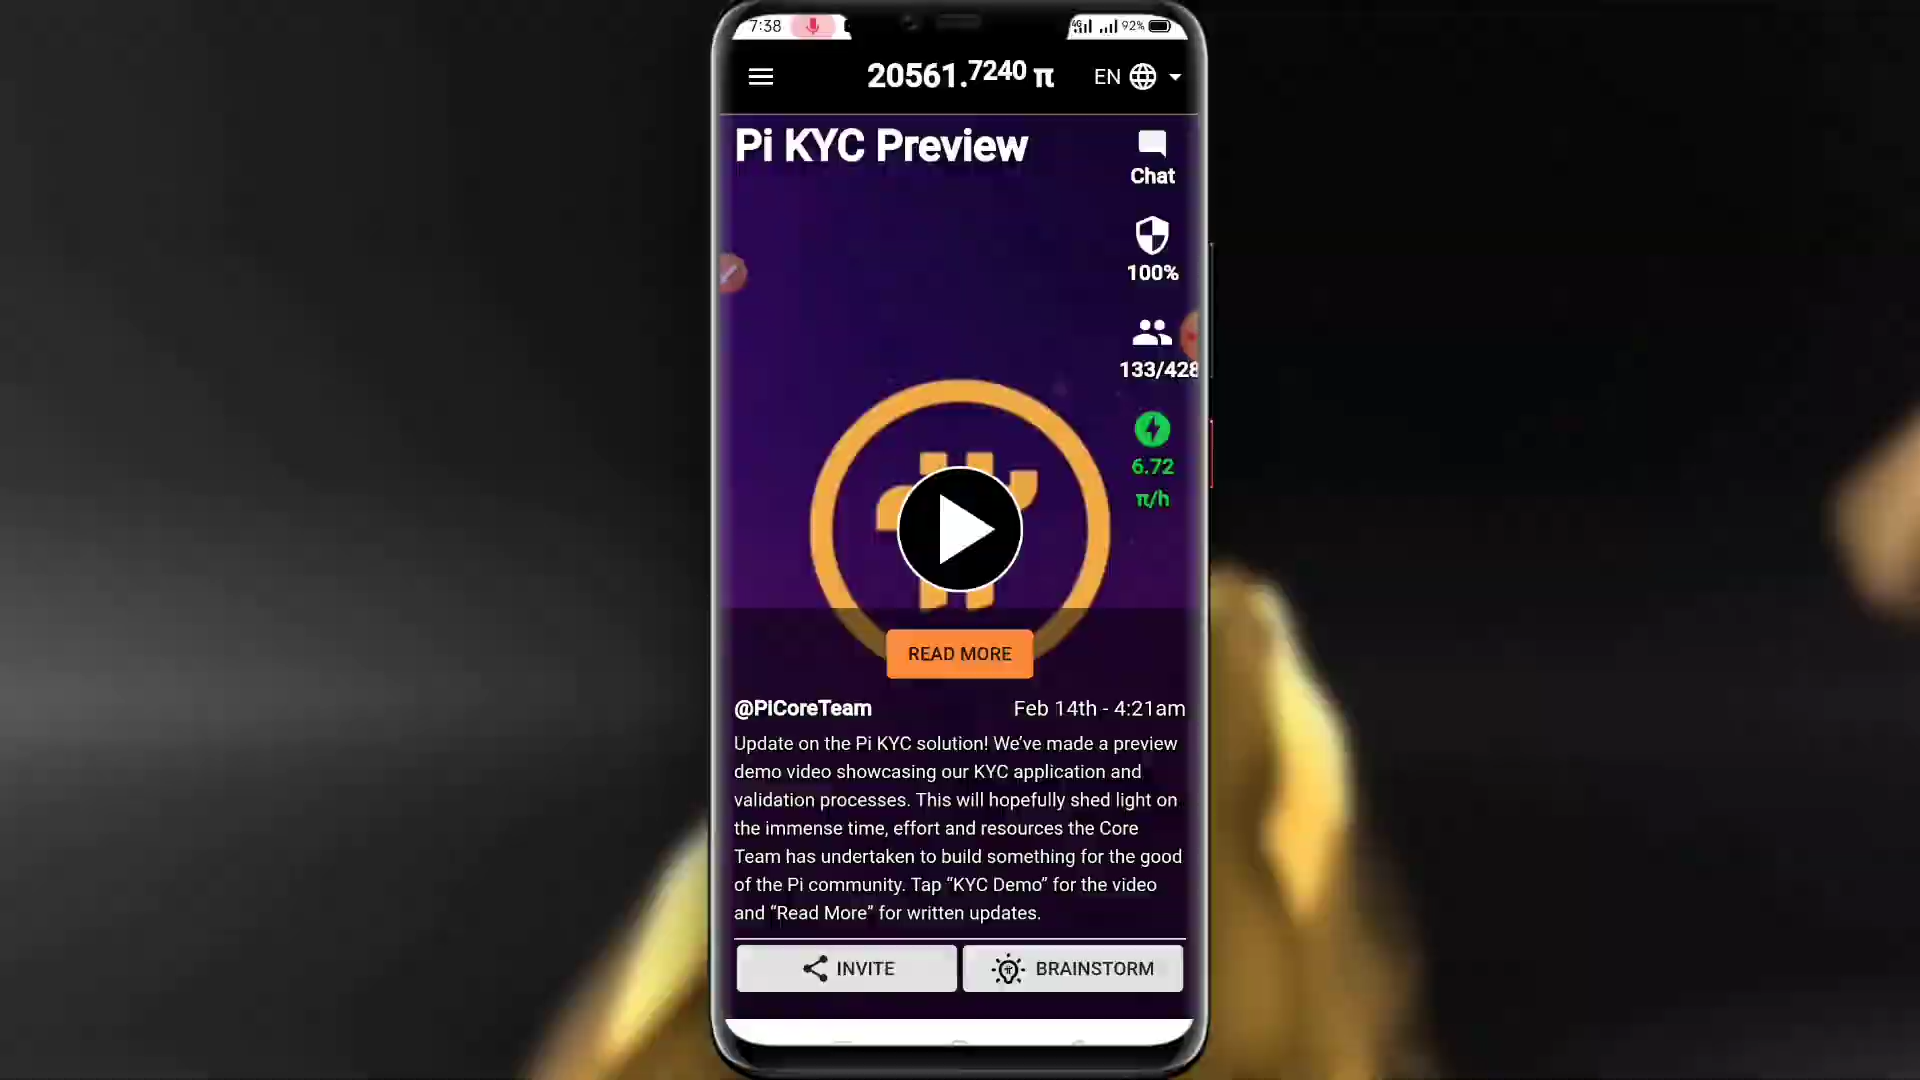 7:38
4G 92%
20561.7240 π
EN
Pi KYC Preview
Chat
100%
133/428
6.72
π/h
READ MORE
@PiCoreTeam
Feb 14th - 4:21am
Update on the Pi KYC solution! We’ve made a preview
demo video showcasing our KYC application and
validation processes. This will hopefully shed light on
the immense time, effort and resources the Core
Team has undertaken to build something for the good
of the Pi community. Tap “KYC Demo” for the video
and “Read More” for written updates.
INVITE
BRAINSTORM